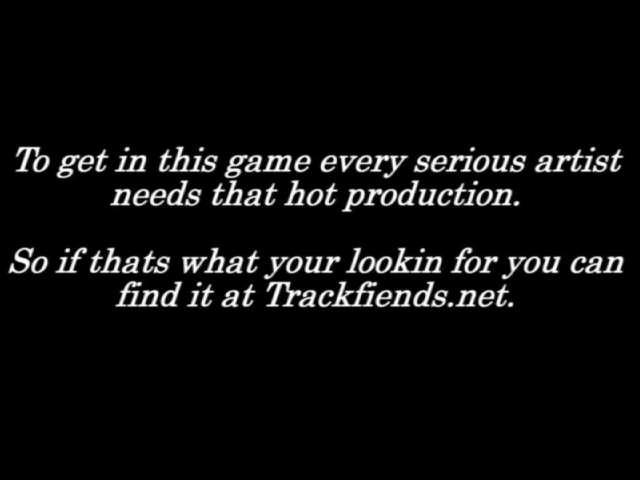 To get in this game every serious artist
needs that hot production.
So if thats what your lookin for you can
find it at Trackfiends.net.